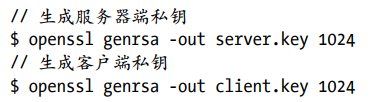 // 生成服务器端私钥
$ openssl genrsa -out server.key 1024
// 生成客户端私钥
$ openssl genrsa -out client.key 1024